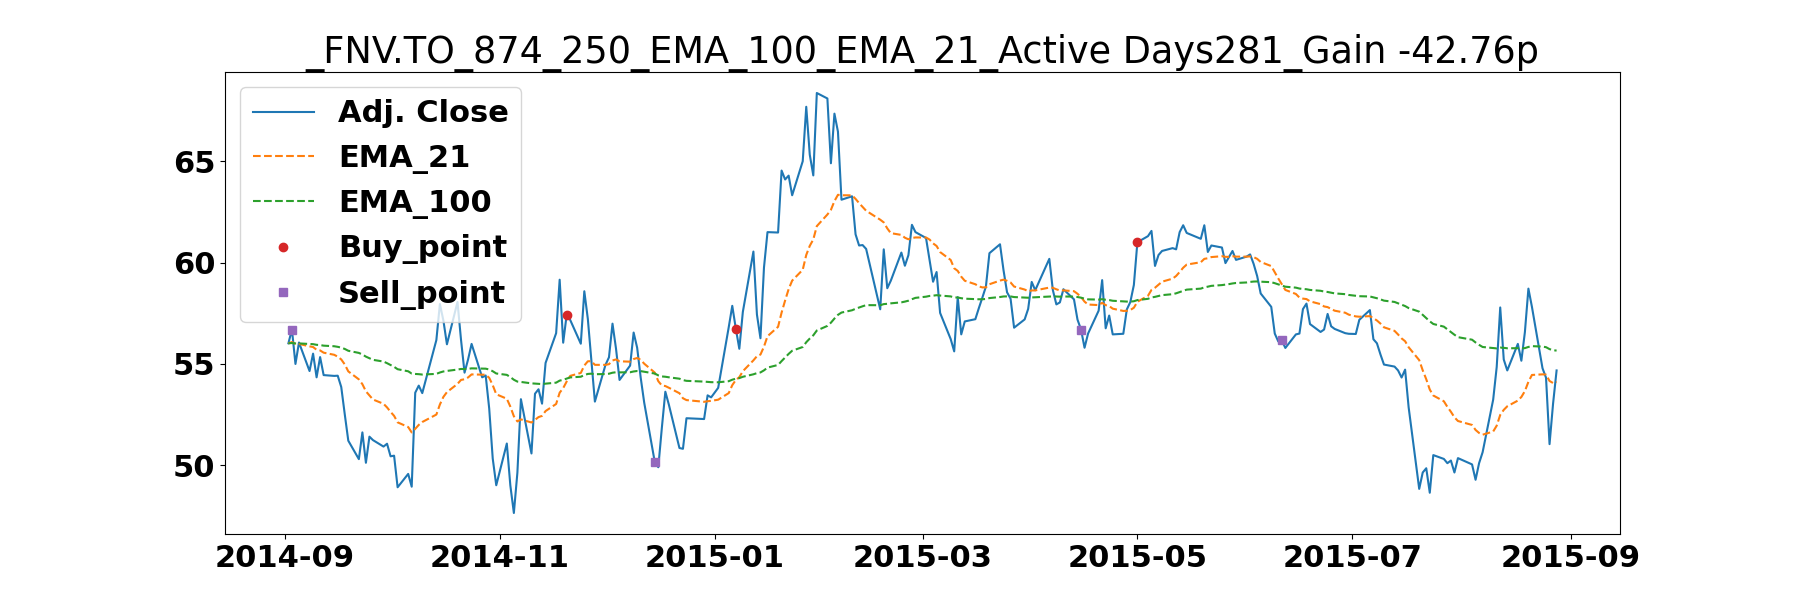 _FNV.TO_874_250_EMA_100_EMA_21_Active Days281_Gain -42.76p
Adj. Close
EMA_21
EMA_100
Buy_point
Sell_point
65
60
55
50
2014-09 2014-11 2015-01 2015-03 2015-05 2015-07 2015-09